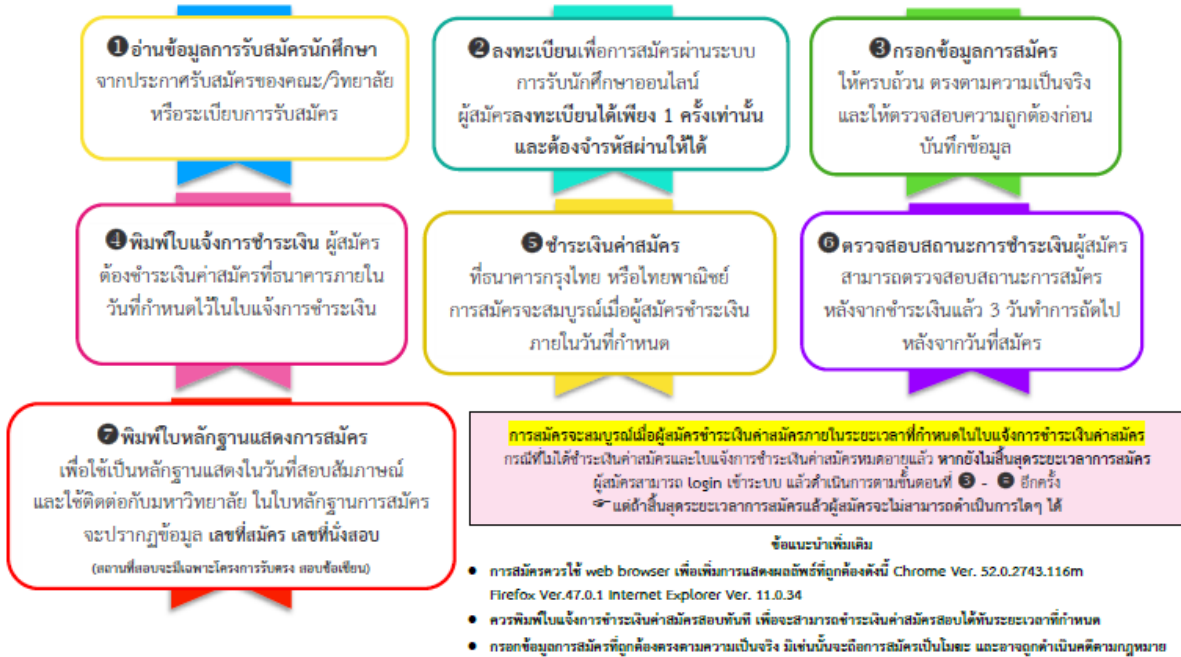 ❶อ่านข้อมูลการรับสมัครนักศึกษา
จากประกาศรับสมัครของคณะ/วิทยาลัย
หรือระเบียบการรับสมัคร
❷ลงทะเบียนเพื่อการสมัครผ่านระบบ
การรับนักศึกษาออนไลน์
ผู้สมัครลงทะเบียนได้เพียง 1 ครั้งเท่านั้น
และต้องจำรหัสผ่านให้ได้
❸กรอกข้อมูลการสมัคร
ให้ครบถ้วน ตรงตามความเป็นจริง
และให้ตรวจสอบความถูกต้องก่อน
บันทึกข้อมูล
❹พิมพ์ใบแจ้งการชำระเงิน ผู้สมัคร
ต้องชำระเงินค่าสมัครที่ธนาคารภายใน
วันที่กำหนดไว้ในใบแจ้งการชำระเงิน
❺ชำระเงินค่าสมัคร
ที่ธนาคารกรุงไทย หรือไทยพาณิชย์
การสมัครจะสมบูรณ์เมื่อผู้สมัครชำระเงิน
ภายในวันที่กำหนด
❻ตรวจสอบสถานะการชำระเงินผู้สมัคร
สามารถตรวจสอบสถานะการสมัคร
หลังจากชำระเงินแล้ว 3 วันทำการถัดไป
หลังจากวันที่สมัคร
❼พิมพ์ใบหลักฐานแสดงการสมัคร
เพื่อใช้เป็นหลักฐานแสดงในวันที่สอบสัมภาษณ์
และใช้ติดต่อกับมหาวิทยาลัย ในใบหลักฐานการสมัคร
จะปรากฏข้อมูล เลขที่สมัคร เลขที่นั่งสอบ
(สถานที่สอบจะมีเฉพาะโครงการรับตรง สอบข้อเขียน)
การสมัครจะสมบูรณ์เมื่อผู้สมัครชำระเงินค่าสมัครภายในระยะเวลาที่กำหนดในใบแจ้งการชำระเงินค่าสมัคร
กรณีที่ไม่ได้ชำระเงินค่าสมัครและใบแจ้งการชำระเงินค่าสมัครหมดอายุแล้ว หากยังไม่สิ้นสุดระยะเวลาการสมัคร
ผู้สมัครสามารถ login เข้าระบบ แล้วดำเนินการตามขั้นตอนที่ ❸ - อีกครั้ง
☞แต่ถ้าสิ้นสุดระยะเวลาการสมัครแล้วผู้สมัครจะไม่สามารถดำเนินการใดๆ ได้
ข้อแนะนำเพิ่มเติม
● การสมัครควรใช้ web browser เพื่อเพิ่มการแสดงผลลัพธ์ที่ถูกต้องดังนี้ Chrome Ver. 52.0.2743.116m
Firefox Ver.47.0.1 Internet Explorer Ver. 11.0.34
● ควรพิมพ์ใบแจ้งการชำระเงินค่าสมัครสอบทันที เพื่อจะสามารถชำระเงินค่าสมัครสอบได้ทันระยะเวลาที่กำหนด
● กรอกข้อมูลการสมัครที่ถูกต้องตรงตามความเป็นจริง มิเช่นนั้นจะถือการสมัครเป็นโมฆะ และอาจถูกดำเนินคดีตามกฎหมาย